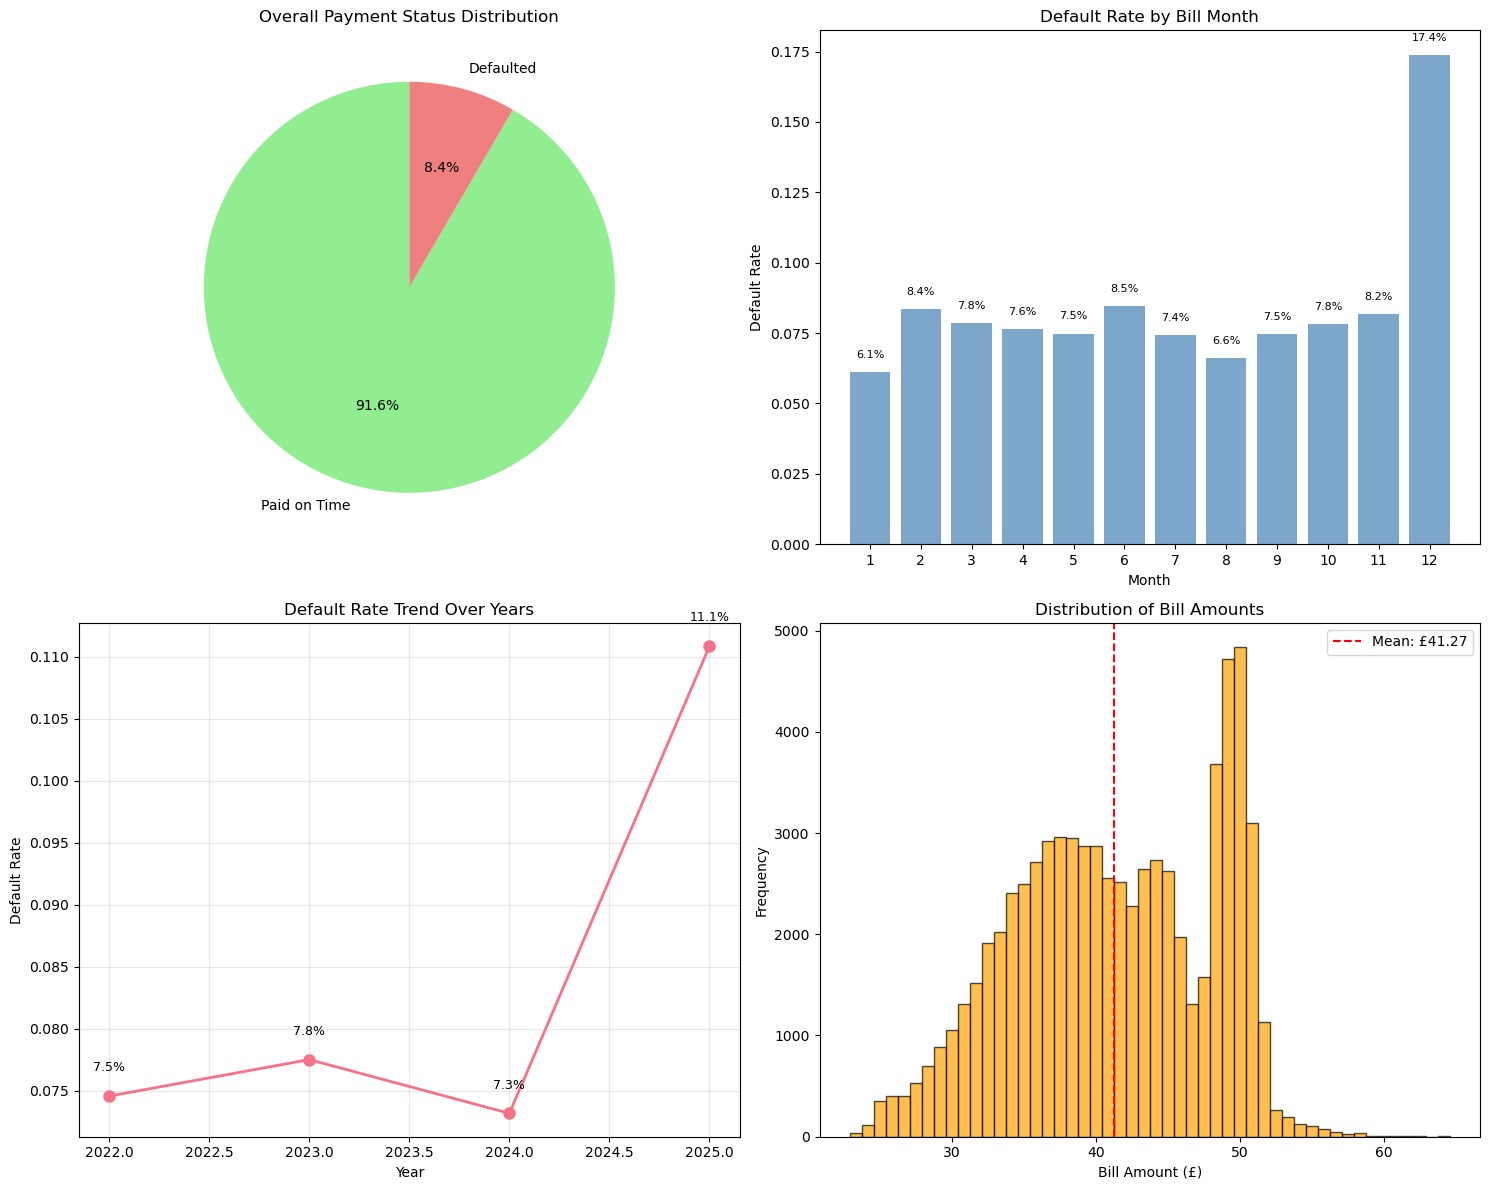 Overall Payment Status Distribution
Defaulted
8.4%
91.6%
Paid on Time
Default Rate by Bill Month
Default Rate
0.175
0.150
0.125
0.100
0.075
0.050
0.025
0.000
6.1%
8.4%
7.8%
7.6%
7.5%
8.5%
7.4%
6.6%
7.5%
7.8%
8.2%
17.4%
1 2 3 4 5 6 7 8 9 10 11 12
Month
Default Rate Trend Over Years
Default Rate
0.110
0.105
0.100
0.095
0.090
0.085
0.080
0.075
7.5%
7.8%
7.3%
11.1%
2022.0 2022.5 2023.0 2023.5 2024.0 2024.5 2025.0
Year
Distribution of Bill Amounts
Mean: £41.27
Frequency
5000
4000
3000
2000
1000
0
30 40 50 60
Bill Amount (£)